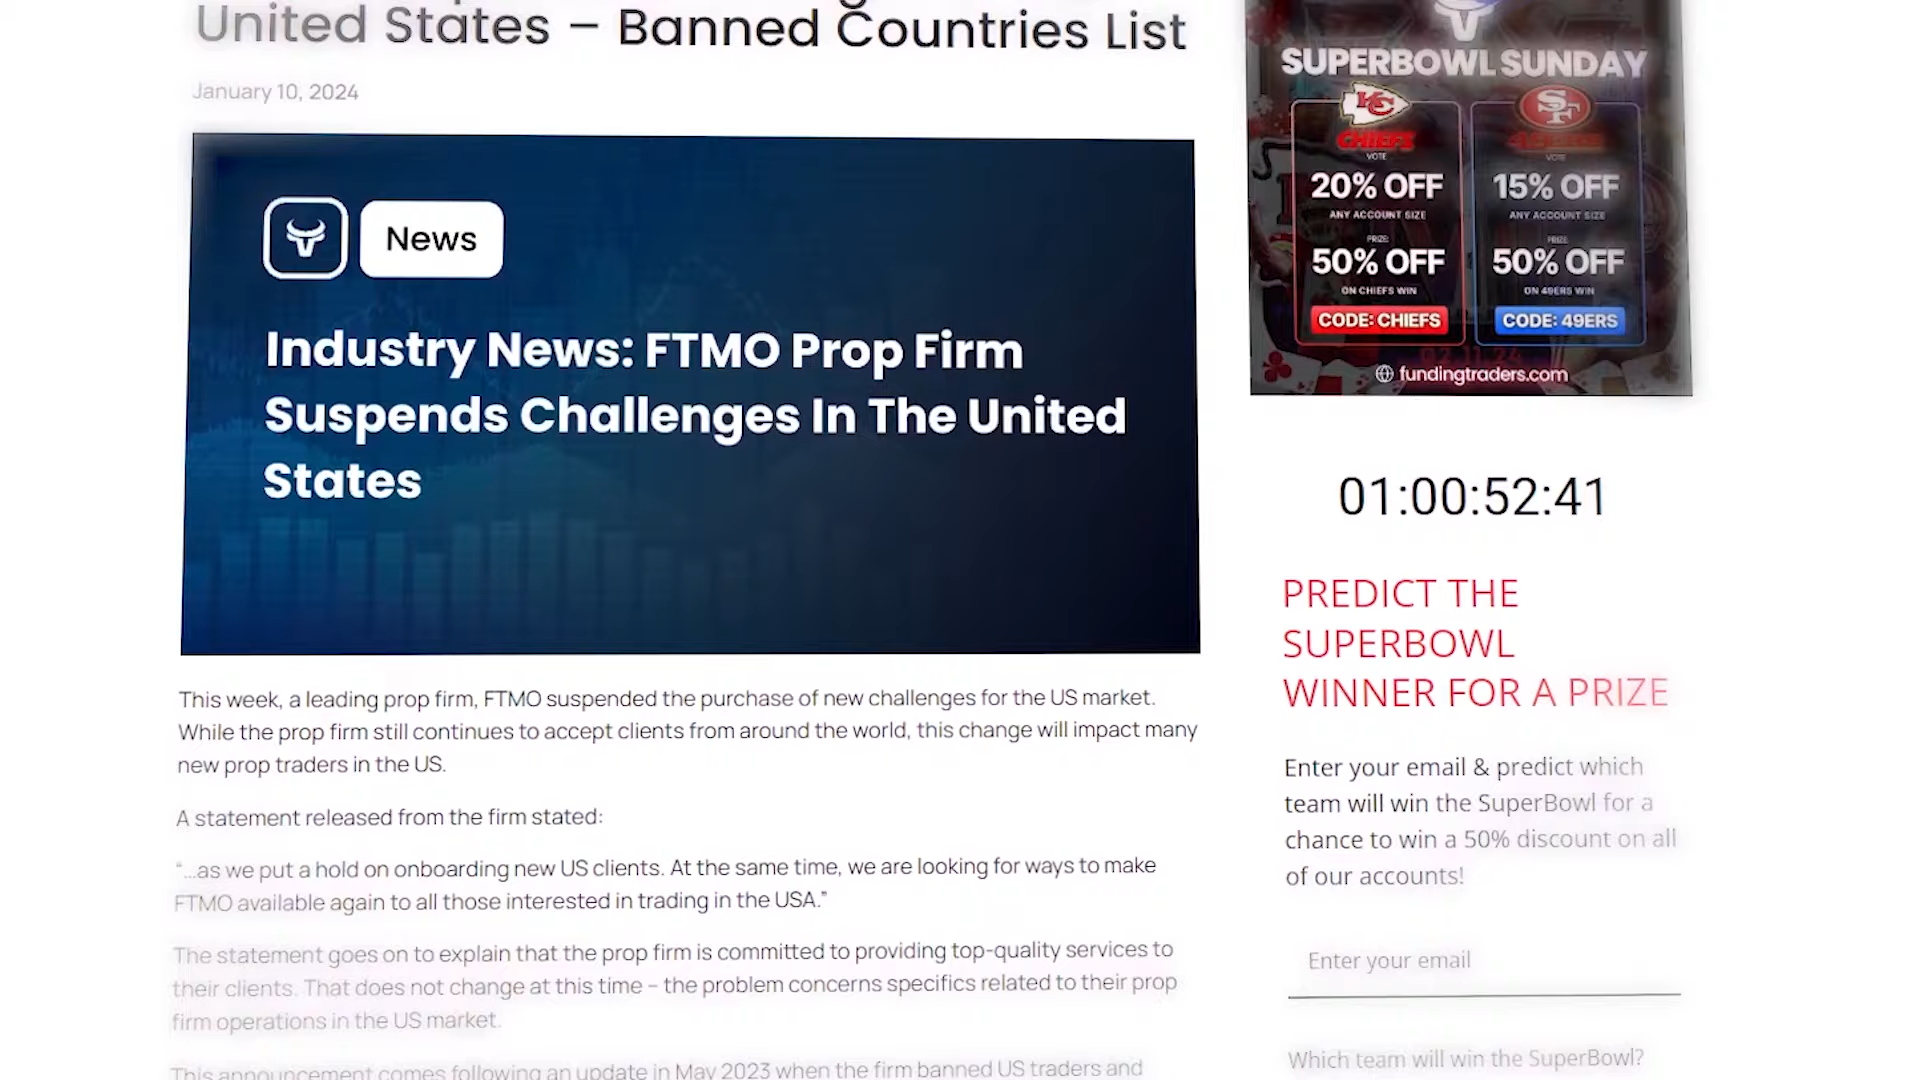 United States – Banned Countries List
January 10, 2024
News
Industry News: FTMO Prop Firm
Suspends Challenges In The United
States
This week, a leading prop firm, FTMO suspended the purchase of new challenges for the US market.
While the prop firm still continues to accept clients from around the world, this change will impact many
new prop traders in the US.
A statement released from the firm stated:
“…as we put a hold on onboarding new US clients. At the same time, we are looking for ways to make
FTMO available again to all those interested in trading in the USA.”
The statement goes on to explain that the prop firm is committed to providing top-quality services to
their clients. That does not change at this time – the problem concerns specifics related to their prop
firm operations in the US market.
This announcement comes following an update in May 2023 when the firm banned US traders and
SUPERBOWL SUNDAY
KC
CHIEFS
VOTE
20% OFF
ANY ACCOUNT SIZE
PRIZE:
50% OFF
ON CHIEFS WIN
CODE: CHIEFS
SF
49ERS
VOTE
15% OFF
ANY ACCOUNT SIZE
PRIZE:
50% OFF
ON 49ERS WIN
CODE: 49ERS
02.11.24
fundingtraders.com
01:00:52:41
PREDICT THE
SUPERBOWL
WINNER FOR A PRIZE
Enter your email & predict which
team will win the SuperBowl for a
chance to win a 50% discount on all
of our accounts!
Enter your email
Which team will win the SuperBowl?